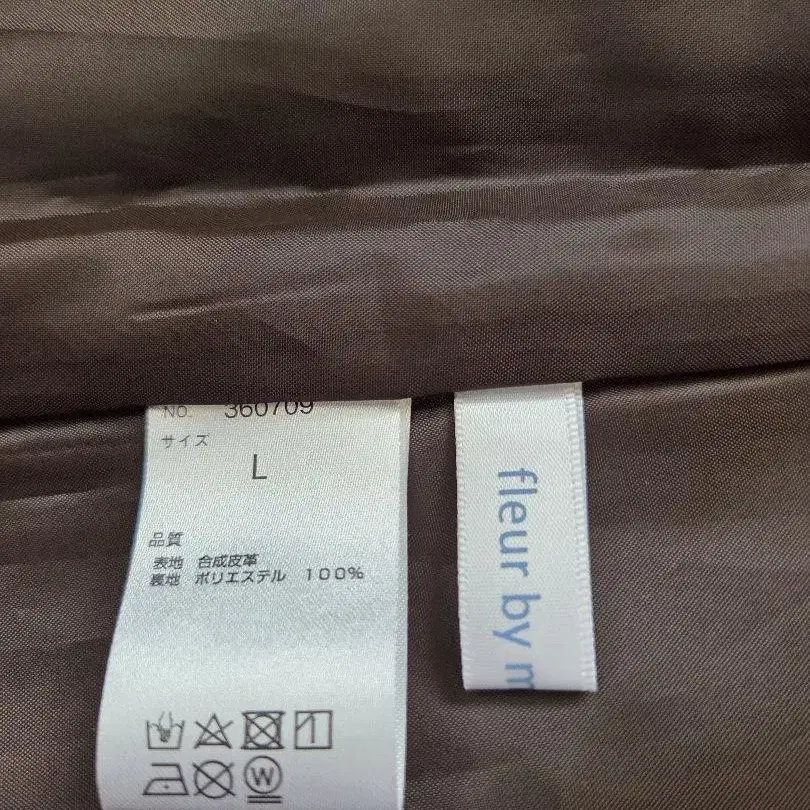 NO. 360709
サイズ
L
品質
表地 合成皮革
裏地 ポリエステル 100%
W
fleur by m